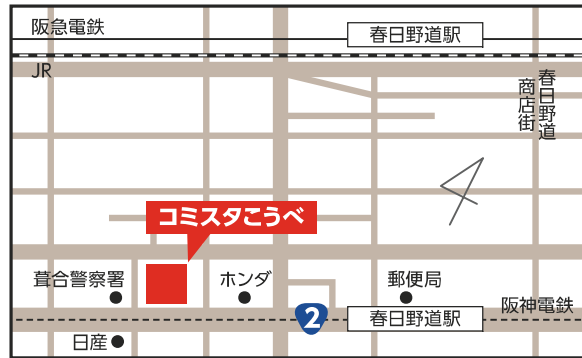 阪急電鉄
春日野道駅
JR
春日野道
商店街
コミスタこうべ
葺合警察署
ホンダ
郵便局
阪神電鉄
2
春日野道駅
日産